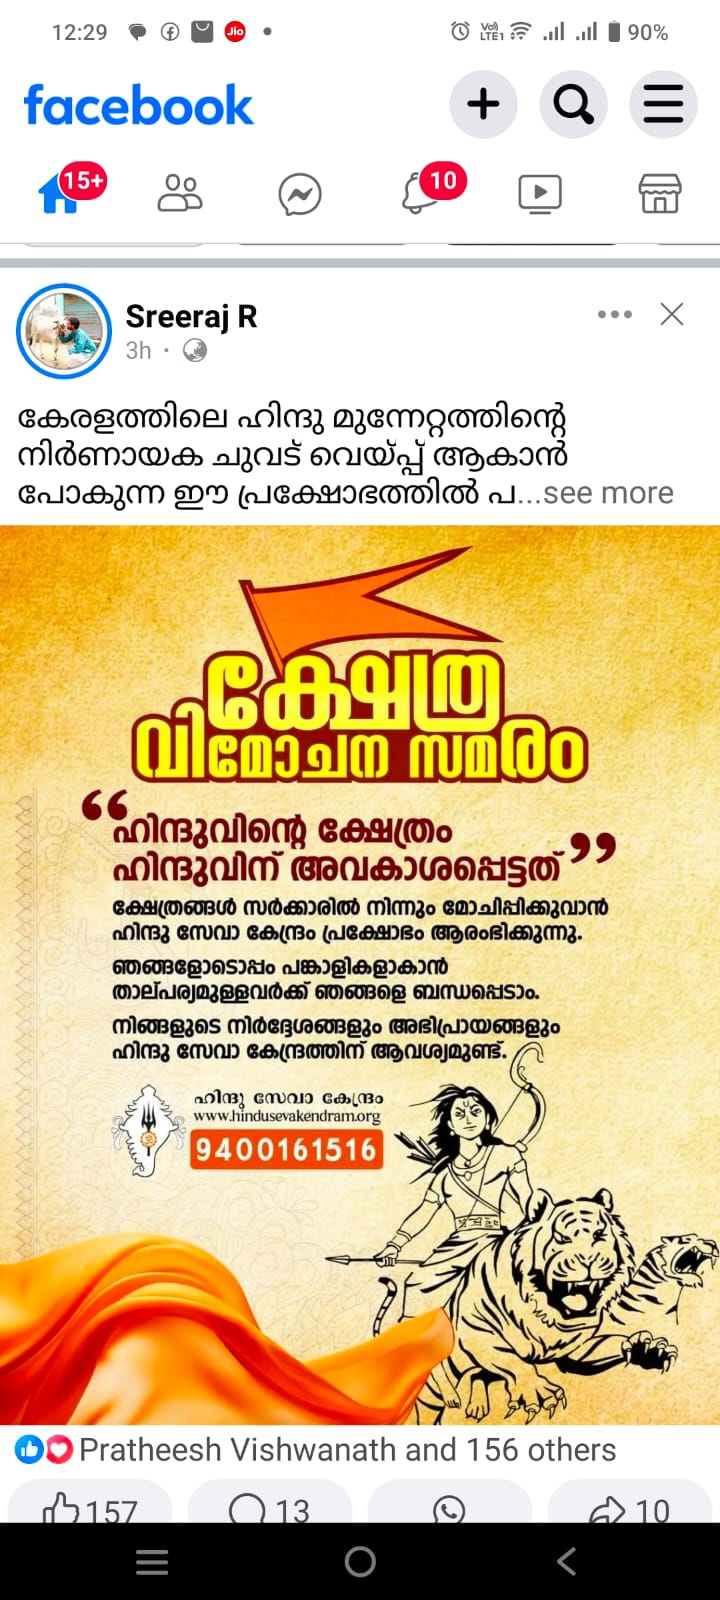 12:29
Jio
Vo)) LTE1
90%
facebook
15+
10
Sreeraj R
3h ·
കേരളത്തിലെ ഹിന്ദു മുന്നേറ്റത്തിന്റെ
നിർണായക ചുവട് വെയ്പ്പ് ആകാൻ
പോകുന്ന ഈ പ്രക്ഷോഭത്തിൽ പ...see more
ക്ഷേത്ര
വിമോചന സമരം
“ഹിന്ദുവിന്റെ ക്ഷേത്രം
ഹിന്ദുവിന് അവകാശപ്പെട്ടത്”
ക്ഷേത്രങ്ങൾ സർക്കാരിൽ നിന്നും മോചിപ്പിക്കുവാൻ
ഹിന്ദു സേവാ കേന്ദ്രം പ്രക്ഷോഭം ആരംഭിക്കുന്നു.
ഞങ്ങളോടൊപ്പം പങ്കാളികളാകാൻ
താല്പര്യമുള്ളവർക്ക് ഞങ്ങളെ ബന്ധപ്പെടാം.
നിങ്ങളുടെ നിർദ്ദേശങ്ങളും അഭിപ്രായങ്ങളും
ഹിന്ദു സേവാ കേന്ദ്രത്തിന് ആവശ്യമുണ്ട്.
ഹിന്ദു സേവാ കേന്ദ്രം
www.hindusevakendram.org
9400161516
Pratheesh Vishwanath and 156 others
157
13
10